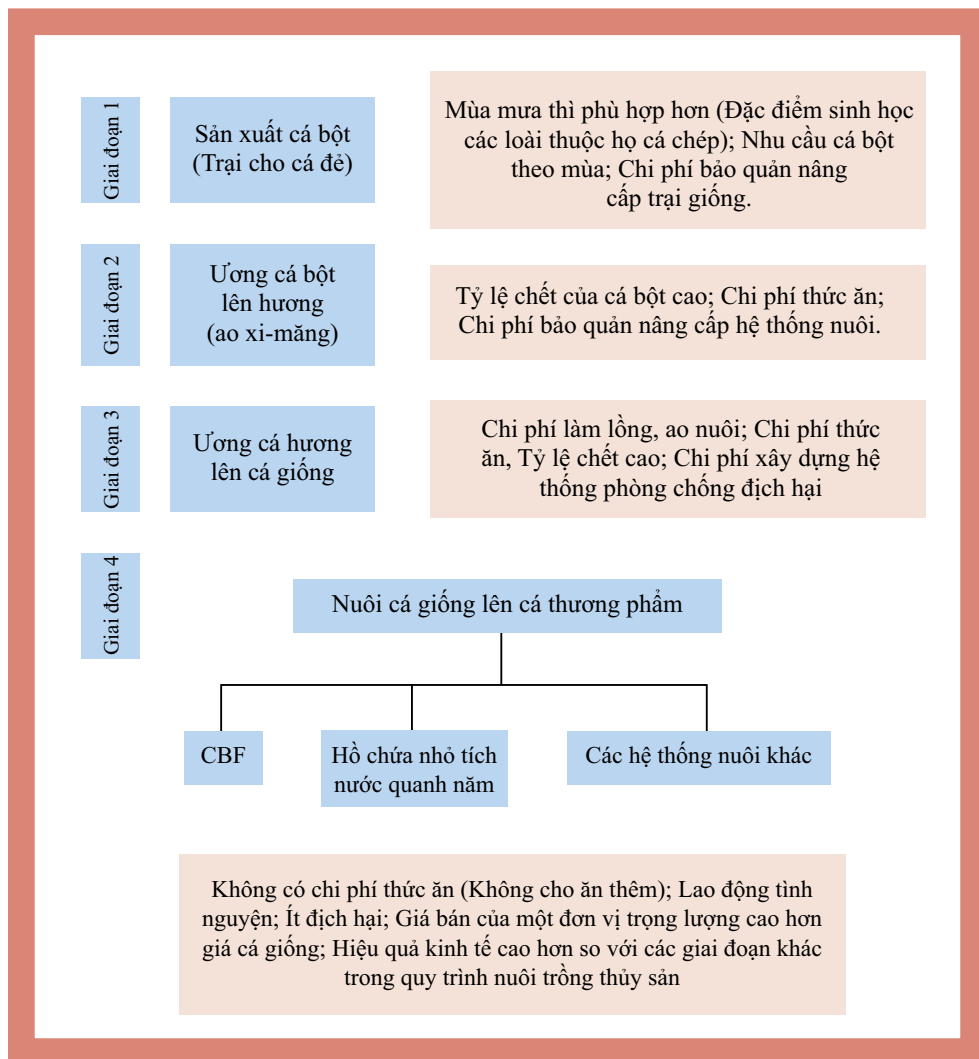 Giai đoạn 1
Sản xuất cá bột
(Trại cho cá đẻ)
Mùa mưa thì phù hợp hơn (Đặc điểm sinh học
các loài thuộc họ cá chép); Nhu cầu cá bột
theo mùa; Chi phí bảo quản nâng
cấp trại giống.
Giai đoạn 2
Ương cá bột
lên hương
(ao xi-măng)
Tỷ lệ chết của cá bột cao; Chi phí thức ăn;
Chi phí bảo quản nâng cấp hệ thống nuôi.
Giai đoạn 3
Ương cá hương
lên cá giống
Chi phí làm lồng, ao nuôi; Chi phí thức
ăn, Tỷ lệ chết cao; Chi phí xây dựng hệ
thống phòng chống địch hại
Giai đoạn 4
Nuôi cá giống lên cá thương phẩm
CBF
Hồ chứa nhỏ tích
nước quanh năm
Các hệ thống nuôi khác
Không có chi phí thức ăn (Không cho ăn thêm); Lao động tình
nguyện; Ít địch hại; Giá bán của một đơn vị trọng lượng cao hơn
giá cá giống; Hiệu quả kinh tế cao hơn so với các giai đoạn khác
trong quy trình nuôi trồng thủy sản